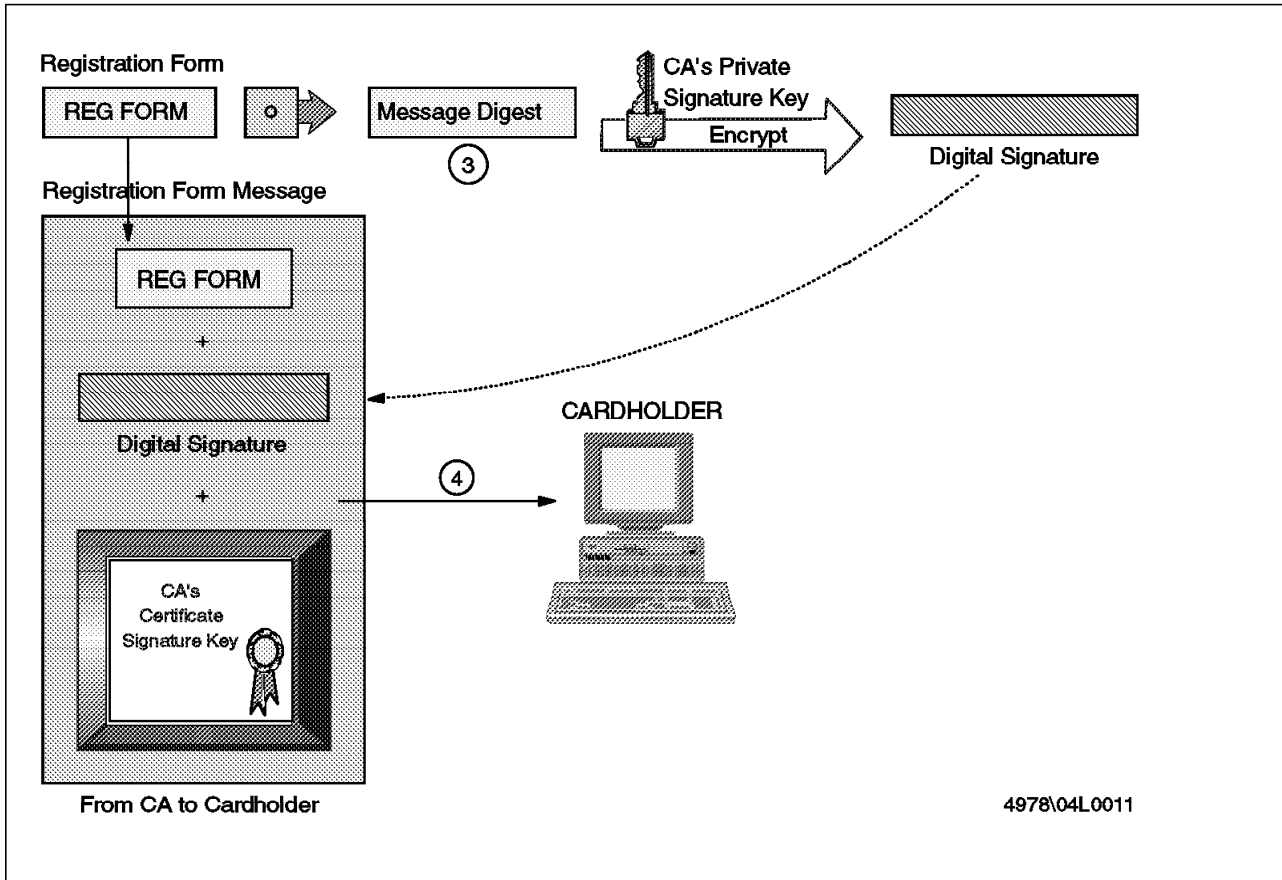 Registration Form
REG FORM
Message Digest
3
CA's Private
Signature Key
Encrypt
Digital Signature
Registration Form Message
REG FORM
+
Digital Signature
+
CA's
Certificate
Signature Key
4
CARDHOLDER
From CA to Cardholder
4978\04L0011